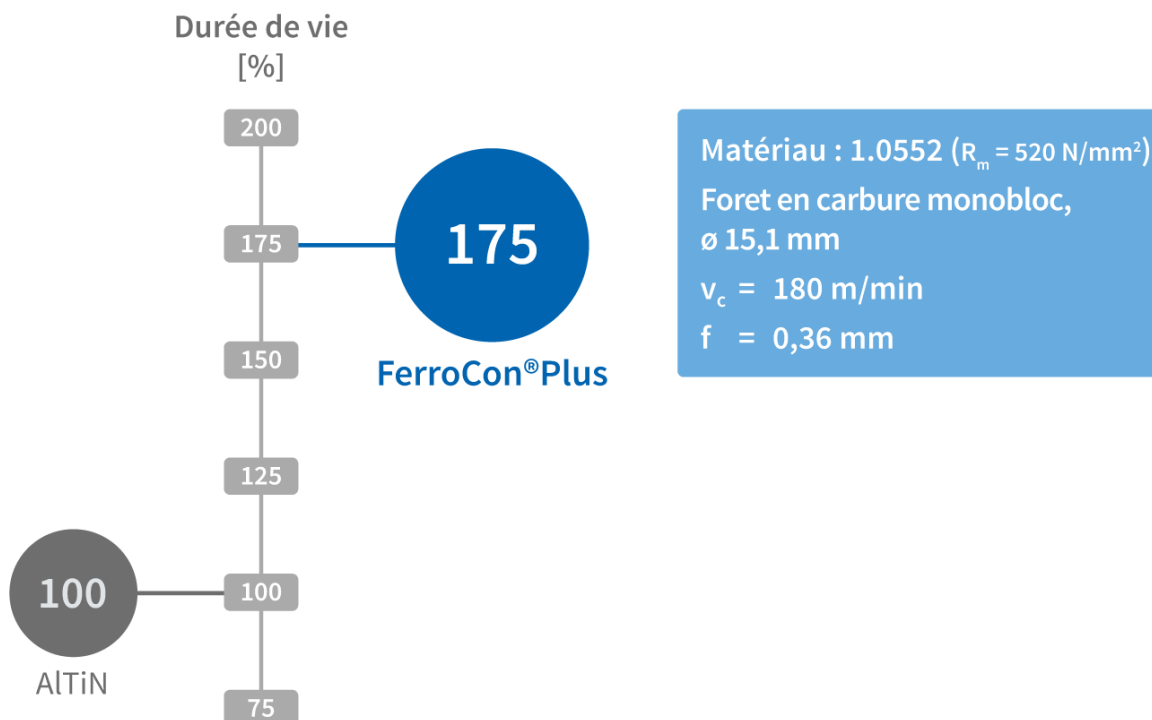 Durée de vie
[%]
200
175
150
125
100
75
175
FerroCon®Plus
100
AlTiN
Matériau : 1.0552 (Rₘ = 520 N/mm²)
Foret en carbure monobloc,
ø 15,1 mm
v_c = 180 m/min
f = 0,36 mm